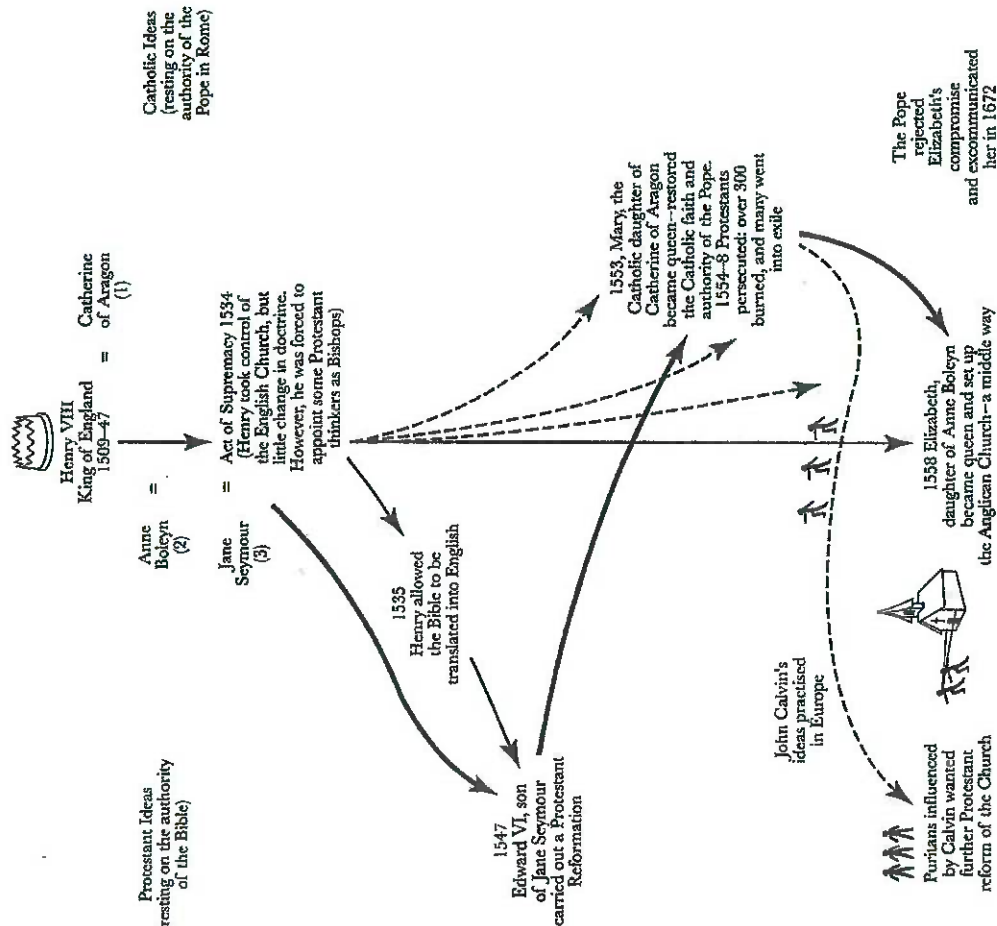 Henry VIII
King of England
1509–47
=
Catherine
of Aragon
(1)
Anne
Boleyn
(2)
=
Jane
Seymour
(3)
=
Protestant Ideas
resting on the authority
of the Bible)
Catholic Ideas
(resting on the
authority of the
Pope in Rome)
Act of Supremacy 1534
(Henry took control of
the English Church, but
little change in doctrine.
However, he was forced to
appoint some Protestant
thinkers as Bishops)
1535
Henry allowed
the Bible to be
translated into English
1547
Edward VI, son
of Jane Seymour
carried out a Protestant
Reformation
1553, Mary, the
Catholic daughter of
Catherine of Aragon
became queen—restored
the Catholic faith and
authority of the Pope.
1554–8 Protestants
persecuted: over 300
burned, and many went
into exile
John Calvin's
ideas practised
in Europe
Puritans influenced
by Calvin wanted
further Protestant
reform of the Church
1558 Elizabeth,
daughter of Anne Boleyn
became queen and set up
the Anglican Church—a middle way
The Pope
rejected
Elizabeth's
compromise
and excommunicated
her in 1672